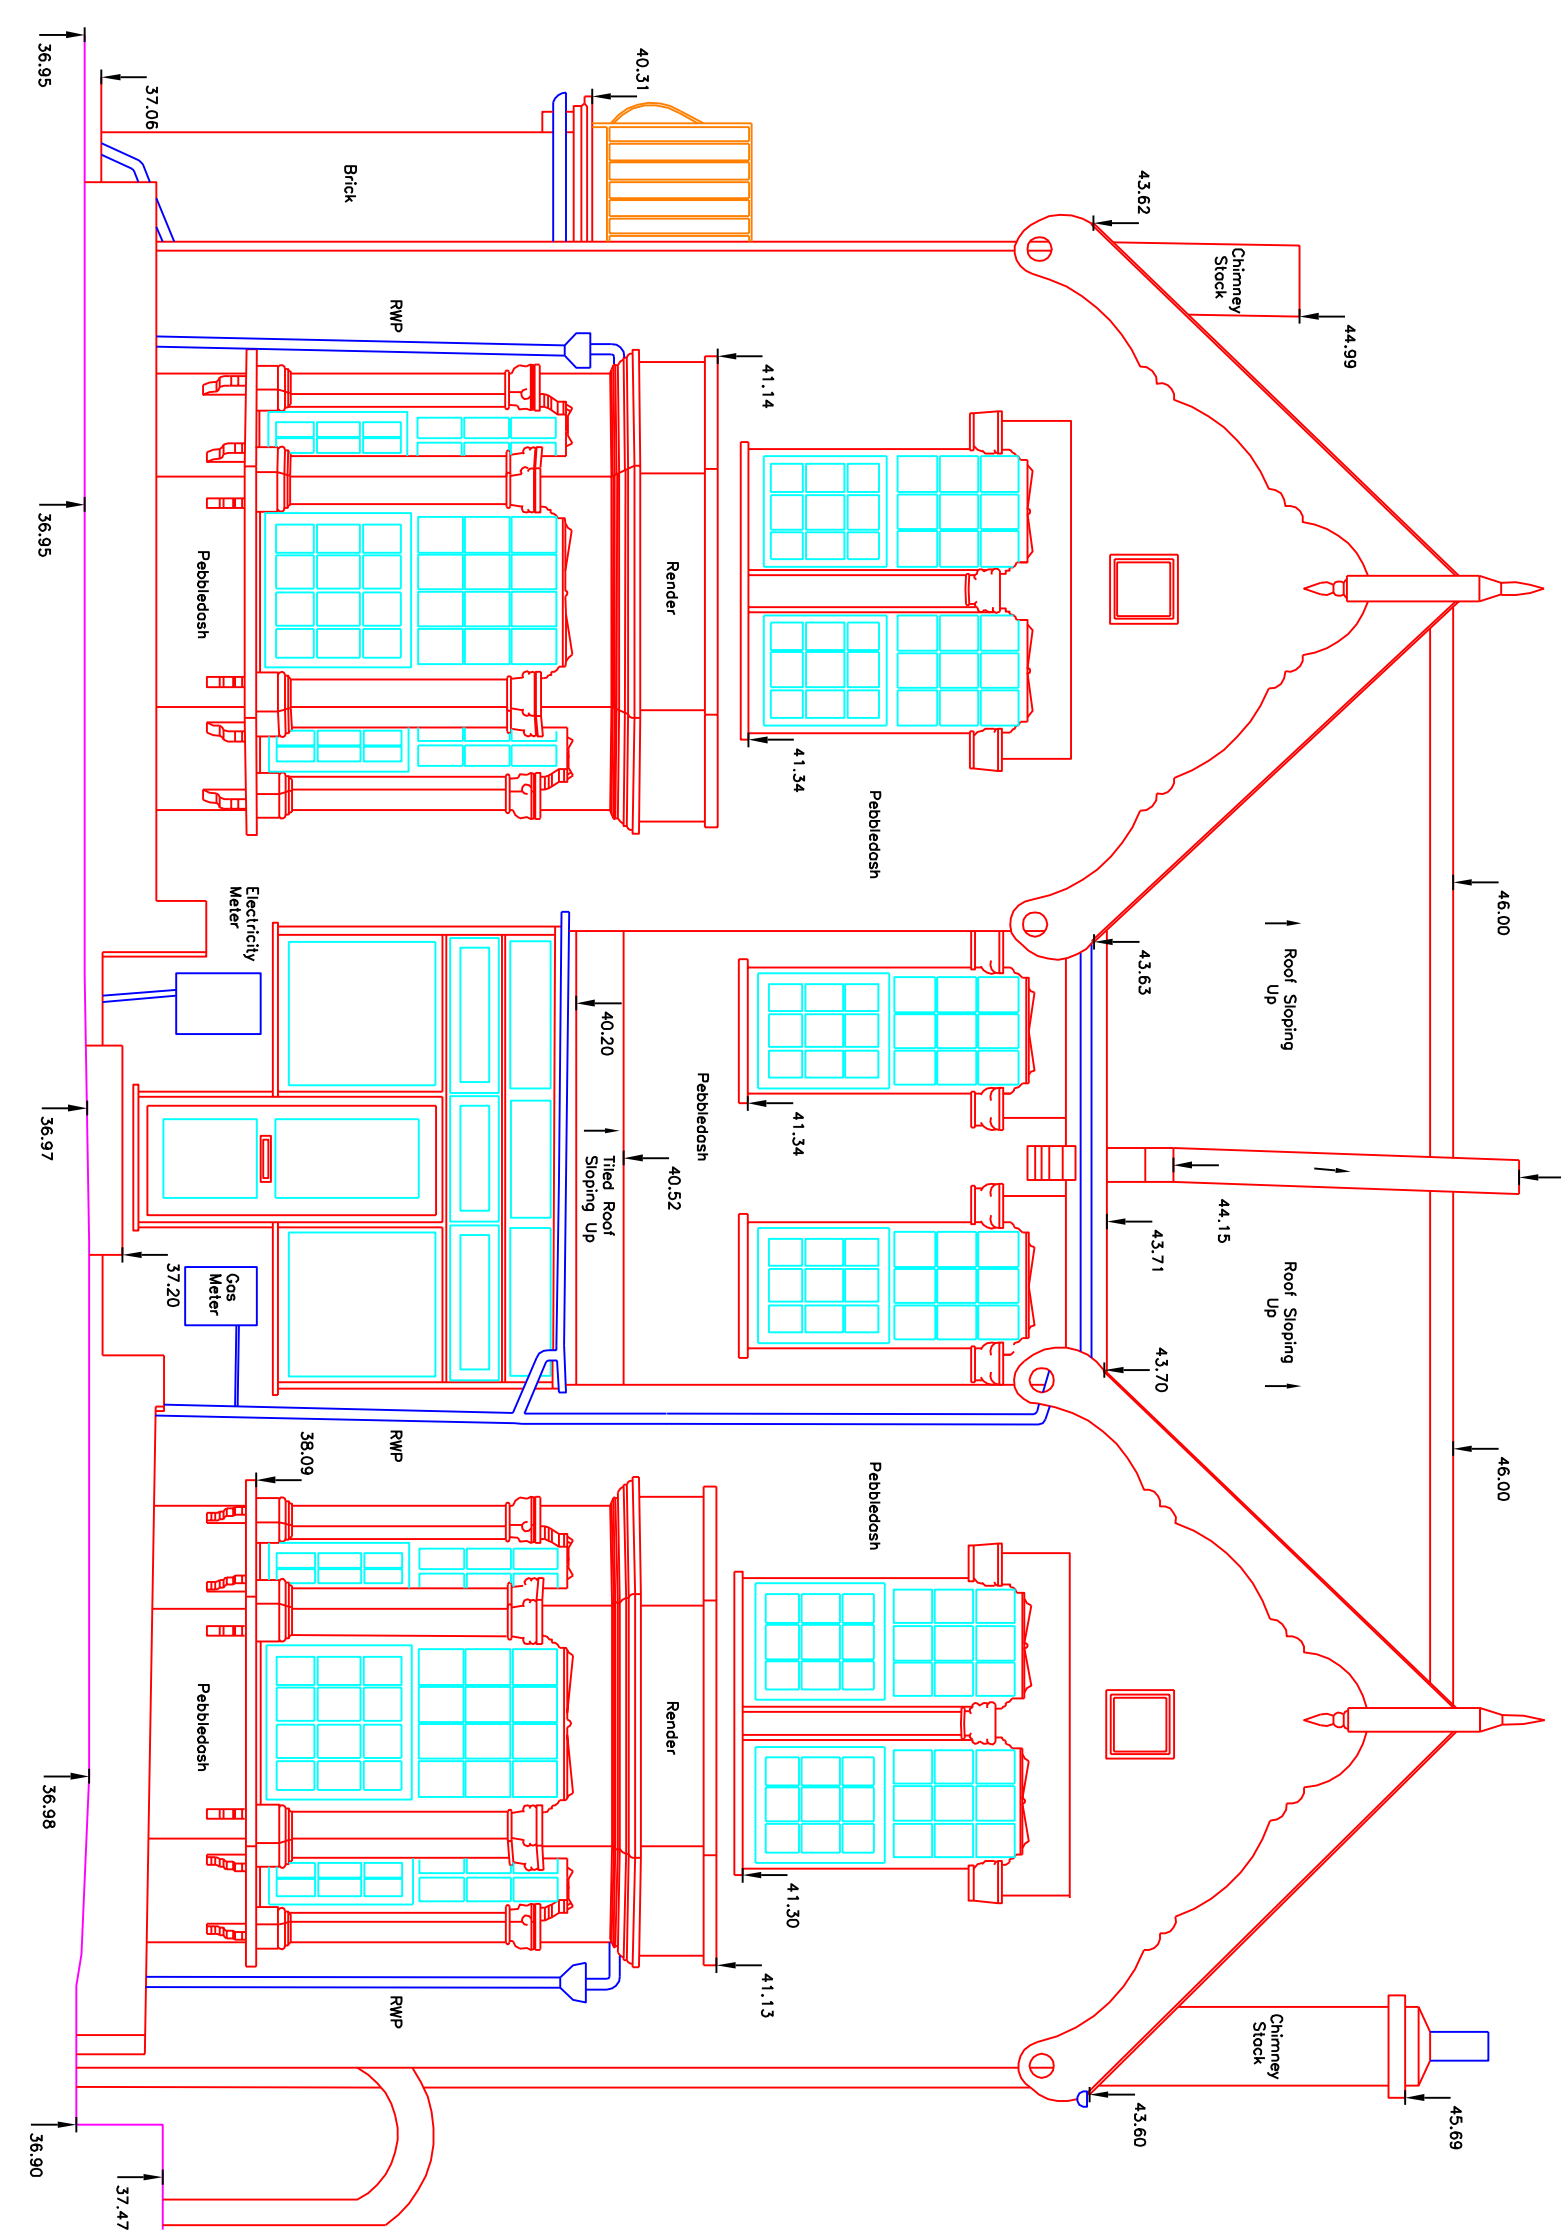 36.95
37.06
Brick
40.31
43.62
Chimney
Stack
44.99
RWP
41.14
36.95
Pebbledash
Render
41.34
Pebbledash
46.00
Roof Sloping
Up
43.63
Electricity
Meter
40.20
Pebbledash
41.34
36.97
Tiled Roof
Sloping Up
40.52
44.15
43.71
Roof Sloping
Up
37.20
Gas
Meter
43.70
46.00
RWP
38.09
Pebbledash
Pebbledash
Render
36.98
41.30
41.13
RWP
Chimney
Stack
45.69
43.60
36.90
37.47